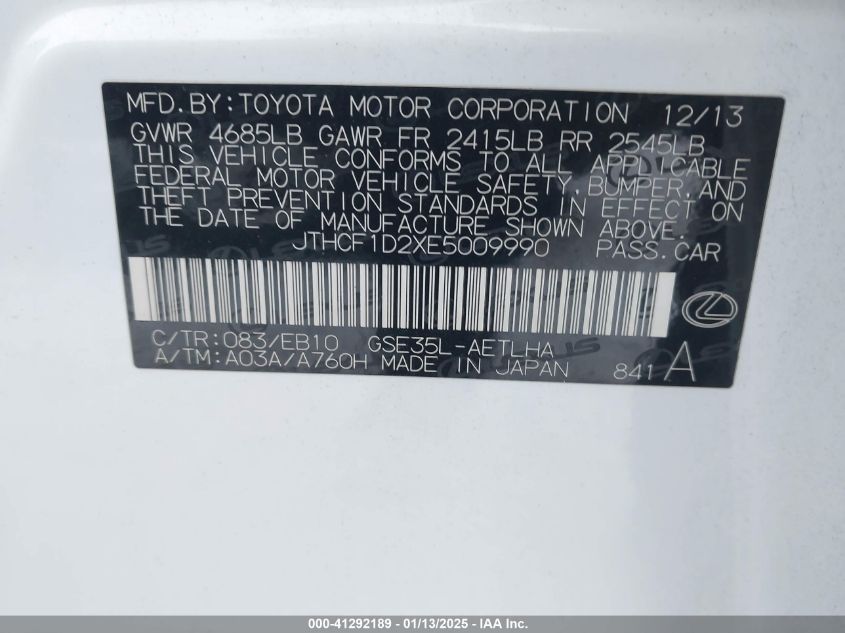 MFD.BY:TOYOTA MOTOR CORPORATION 12/13
GVWR 4685LB GAWR FR 2415LB RR 2545LB
THIS VEHICLE CONFORMS TO ALL APPLICABLE
FEDERAL MOTOR VEHICLE SAFETY,BUMPER,AND
THEFT PREVENTION STANDARDS IN EFFECT ON
THE DATE OF MANUFACTURE SHOWN ABOVE.
JTHCF1D2XE5009990 PASS.CAR
C/TR:083/EB10 GSE35L-AETLHA
A/TM:A03A/A760H MADE IN JAPAN 841 A
000-41292189 - 01/13/2025 - IAA Inc.